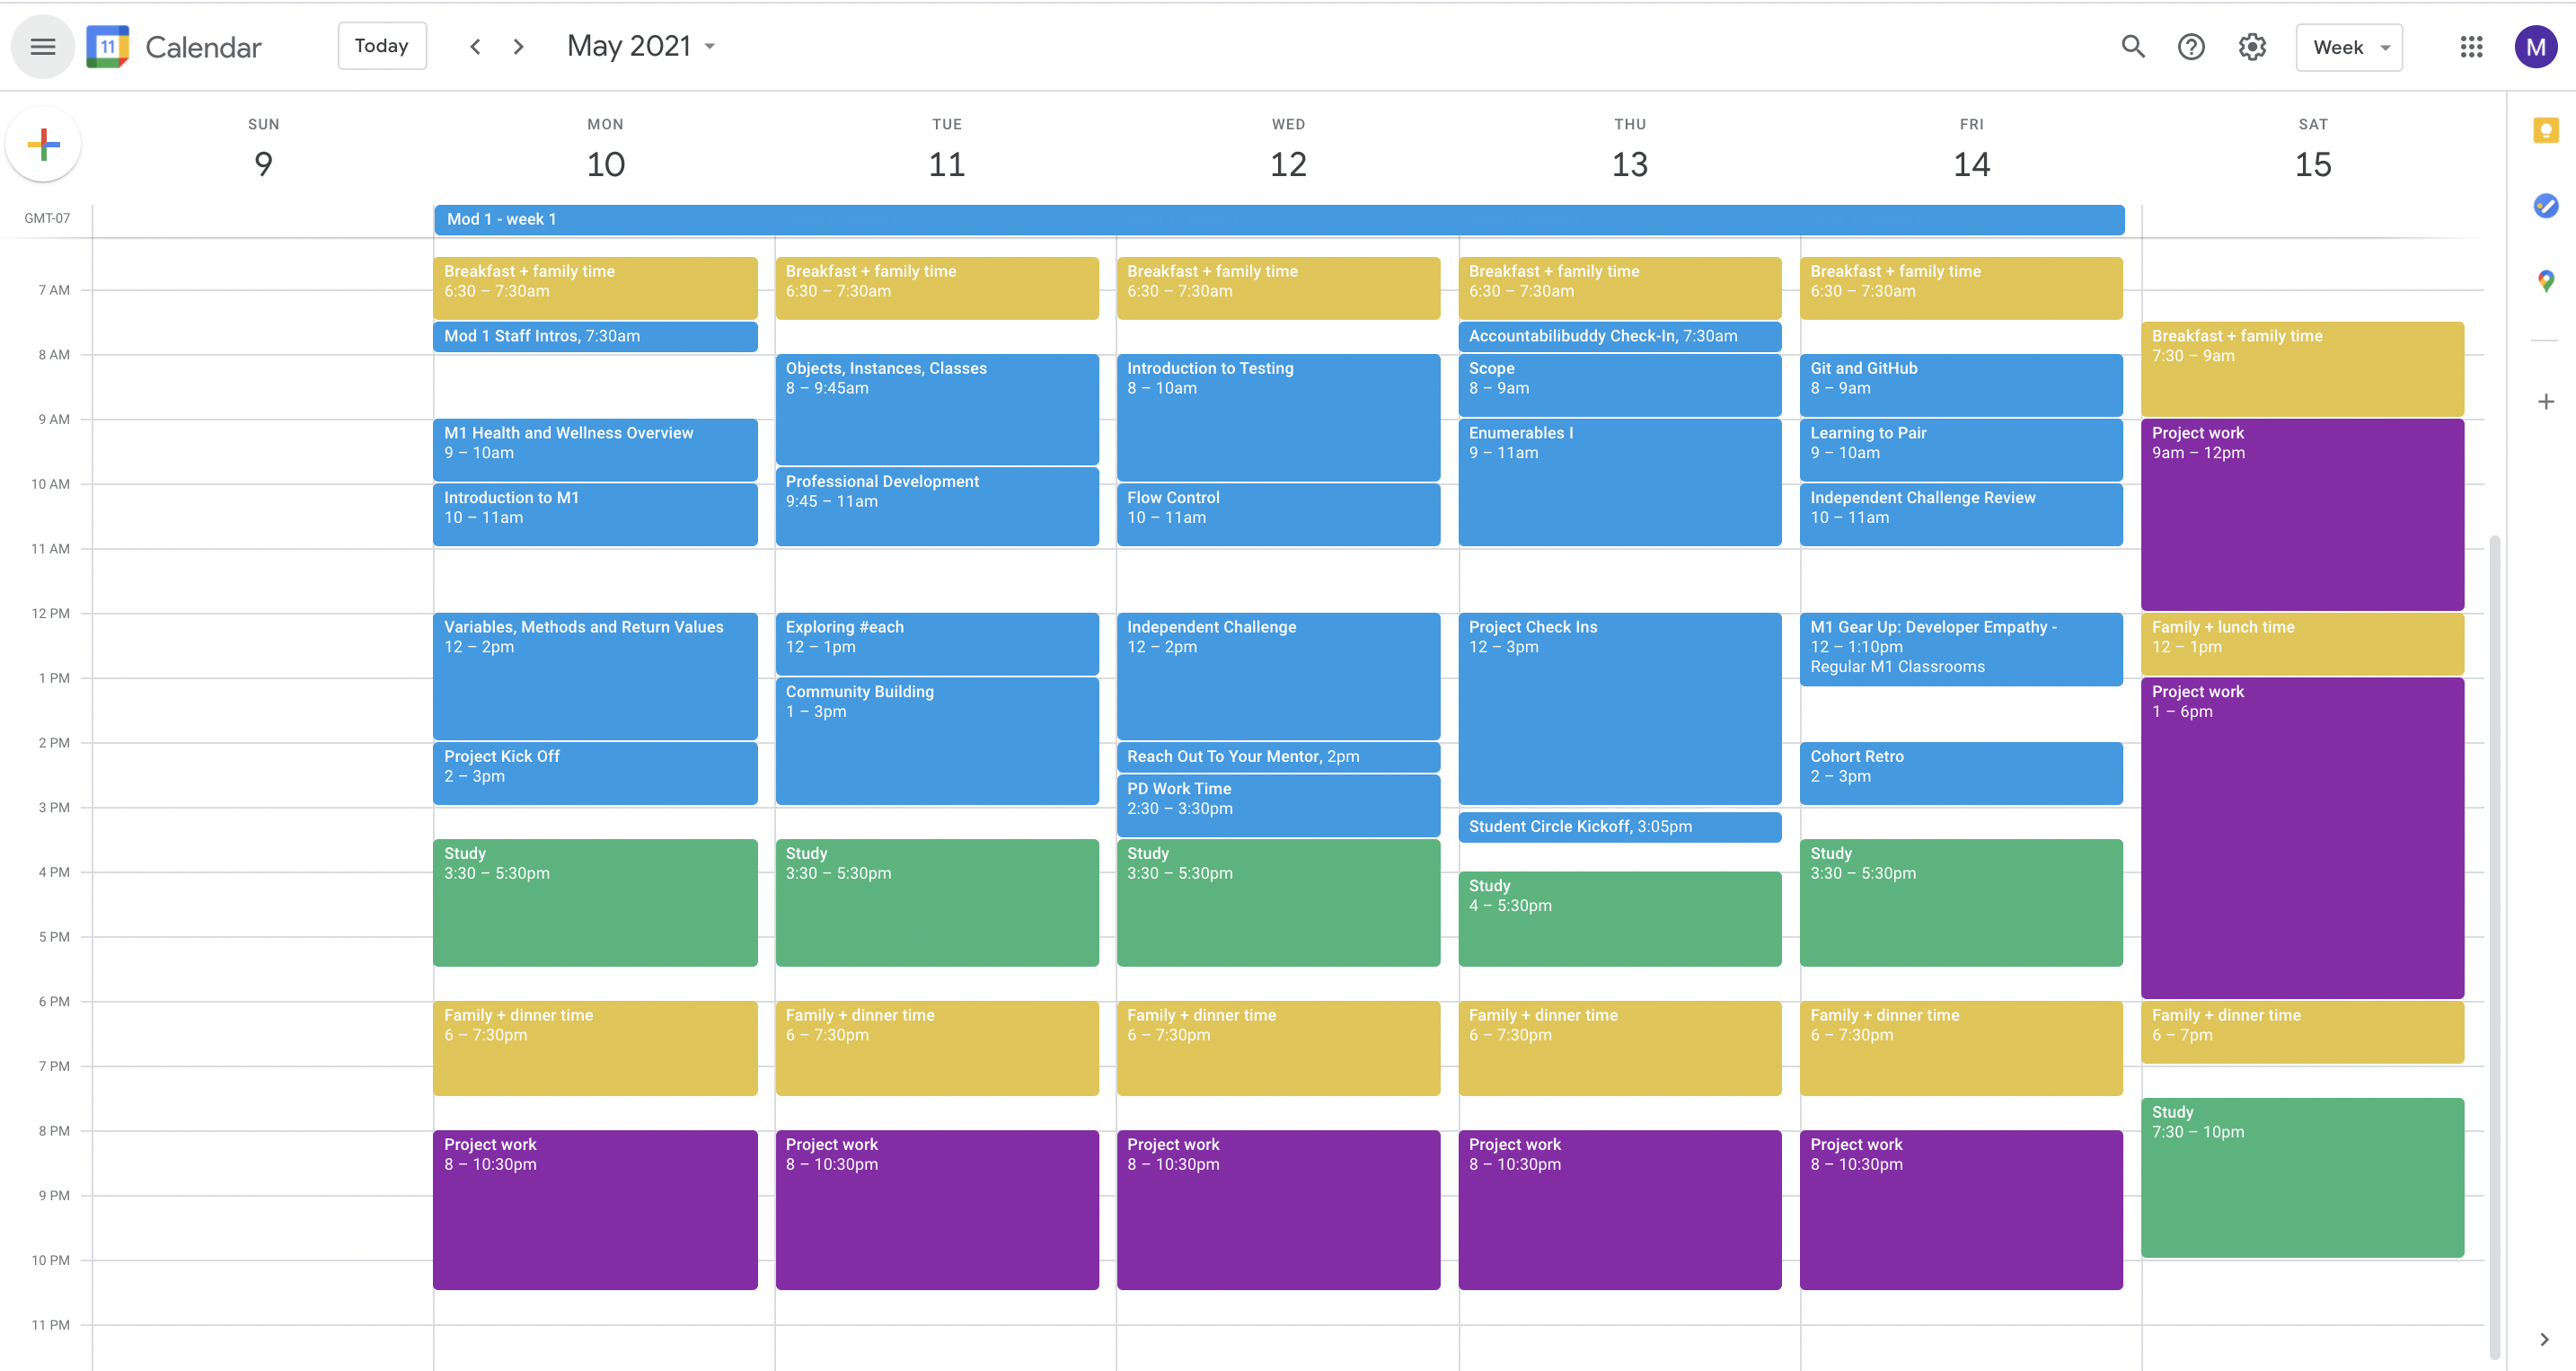 11 Calendar
Today
May 2021
Week
M
SUN
9
MON
10
TUE
11
WED
12
THU
13
FRI
14
SAT
15
GMT-07
Mod 1 - week 1
7 AM
8 AM
9 AM
10 AM
11 AM
12 PM
1 PM
2 PM
3 PM
4 PM
5 PM
6 PM
7 PM
8 PM
9 PM
10 PM
11 PM
Breakfast + family time
6:30 – 7:30am
Mod 1 Staff Intros, 7:30am
M1 Health and Wellness Overview
9 – 10am
Introduction to M1
10 – 11am
Variables, Methods and Return Values
12 – 2pm
Project Kick Off
2 – 3pm
Study
3:30 – 5:30pm
Family + dinner time
6 – 7:30pm
Project work
8 – 10:30pm
Breakfast + family time
6:30 – 7:30am
Objects, Instances, Classes
8 – 9:45am
Professional Development
9:45 – 11am
Exploring #each
12 – 1pm
Community Building
1 – 3pm
Study
3:30 – 5:30pm
Family + dinner time
6 – 7:30pm
Project work
8 – 10:30pm
Breakfast + family time
6:30 – 7:30am
Introduction to Testing
8 – 10am
Flow Control
10 – 11am
Independent Challenge
12 – 2pm
Reach Out To Your Mentor, 2pm
PD Work Time
2:30 – 3:30pm
Study
3:30 – 5:30pm
Family + dinner time
6 – 7:30pm
Project work
8 – 10:30pm
Breakfast + family time
6:30 – 7:30am
Accountabilibuddy Check-In, 7:30am
Scope
8 – 9am
Enumerables I
9 – 11am
Project Check Ins
12 – 3pm
Student Circle Kickoff, 3:05pm
Study
4 – 5:30pm
Family + dinner time
6 – 7:30pm
Project work
8 – 10:30pm
Breakfast + family time
6:30 – 7:30am
Git and GitHub
8 – 9am
Learning to Pair
9 – 10am
Independent Challenge Review
10 – 11am
M1 Gear Up: Developer Empathy -
12 – 1:10pm
Regular M1 Classrooms
Cohort Retro
2 – 3pm
Study
3:30 – 5:30pm
Family + dinner time
6 – 7:30pm
Project work
8 – 10:30pm
Breakfast + family time
7:30 – 9am
Project work
9am – 12pm
Family + lunch time
12 – 1pm
Project work
1 – 6pm
Family + dinner time
6 – 7pm
Study
7:30 – 10pm